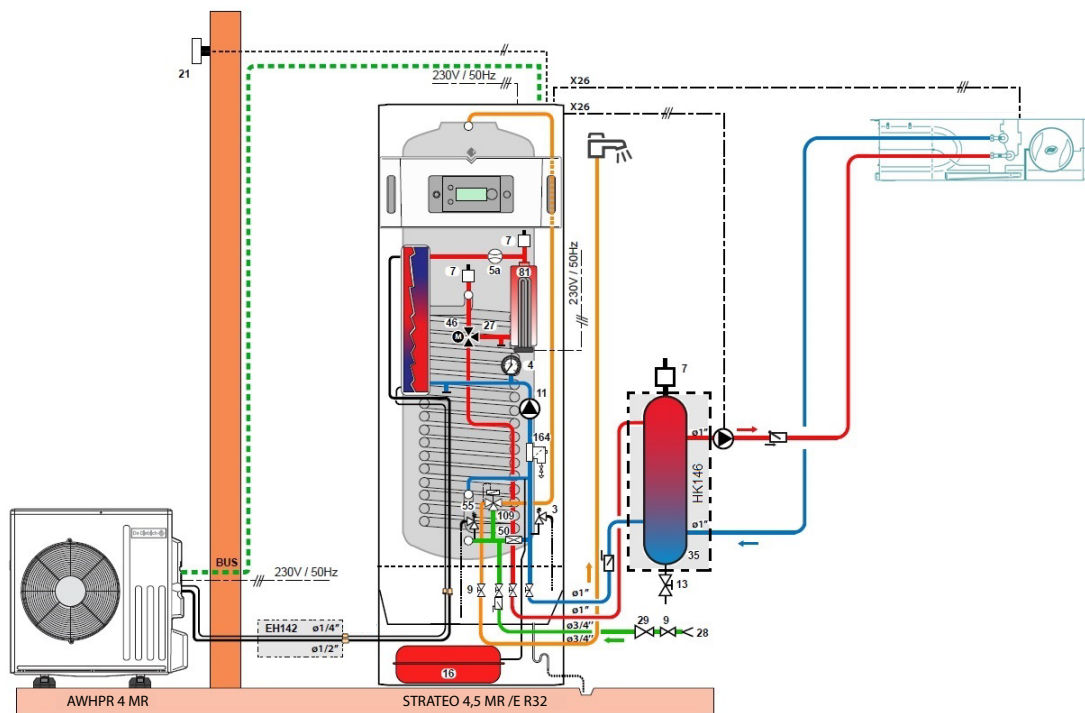 21
230V / 50Hz
X26
X26
7
5a
7
81
230V / 50Hz
46
27
M
4
11
7
164
ø1"
HK146
55
3
109
50
ø1"
35
De Dietrich
BUS
230V / 50Hz
9
13
ø1"
ø1"
EH142
ø1/4"
ø1/2"
ø3/4"
ø3/4"
29
9
28
16
AWHPR 4 MR
STRATEO 4,5 MR /E R32